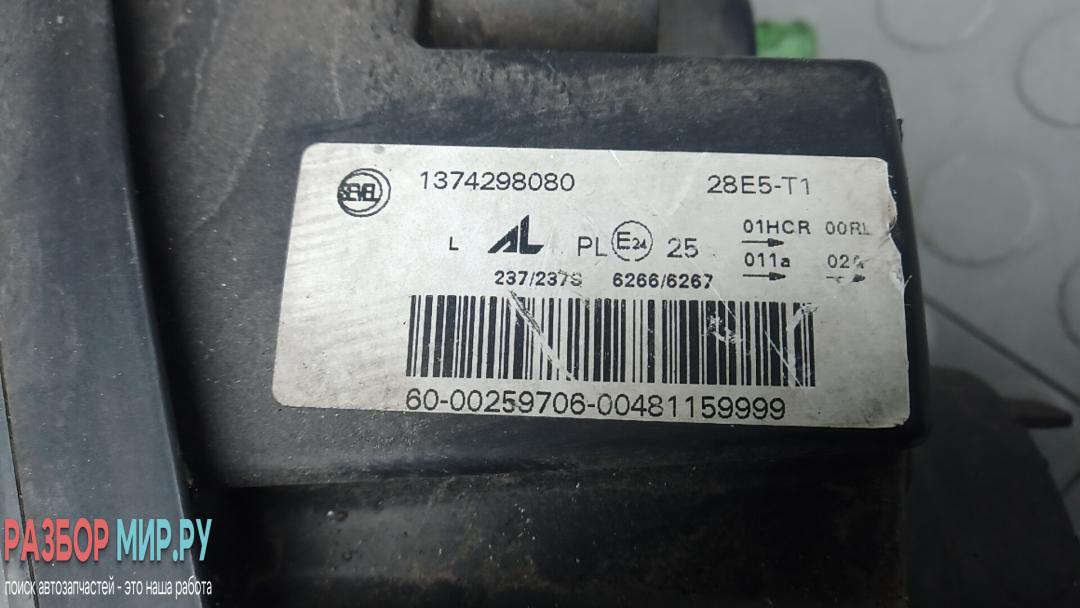 SEVEL 1374298080 28E5-T1
L AL PL E24 25 01HCR 00RL
011a
237/237S 6266/6267
60-00259706-00481159999
РАЗБОР МИР.РУ
поиск автозапчастей - это наша работа